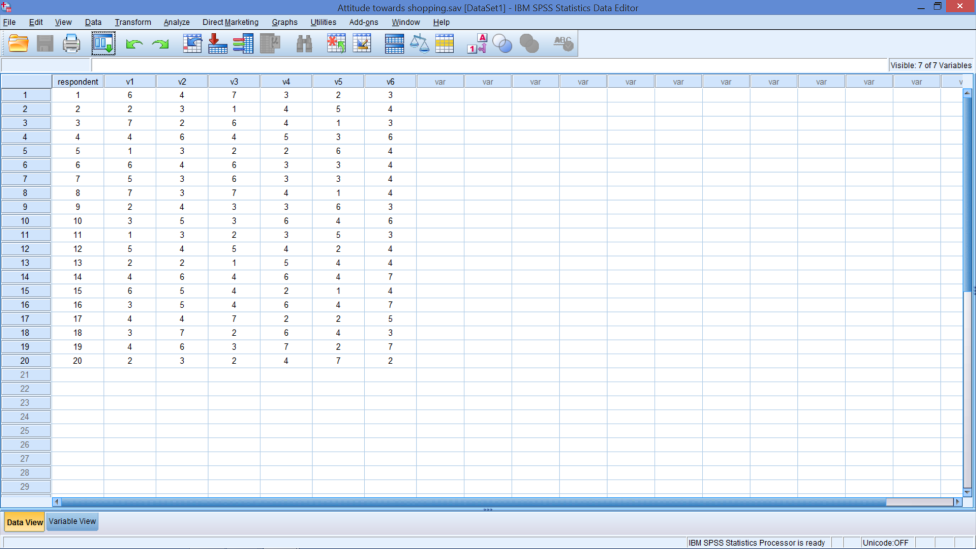 Attitude towards shopping.sav [DataSet1] - IBM SPSS Statistics Data Editor
File Edit View Data Transform Analyze Direct Marketing Graphs Utilities Add-gns Window Help
Visible: 7 of 7 Variables
respondent v1 v2 v3 v4 v5 v6 var var var var var var var var var var var v
1 1 6 4 7 3 2 3
2 2 2 3 1 4 5 4
3 3 7 2 6 4 1 3
4 4 4 6 4 5 3 6
5 5 1 3 2 2 6 4
6 6 6 4 6 3 3 4
7 7 5 3 6 3 3 4
8 8 7 3 7 4 1 4
9 9 2 4 3 3 6 3
10 10 3 5 3 6 4 6
11 11 1 3 2 3 5 3
12 12 5 4 5 4 2 4
13 13 2 2 1 5 4 4
14 14 4 6 4 6 4 7
15 15 6 5 4 2 1 4
16 16 3 5 4 6 4 7
17 17 4 4 7 2 2 5
18 18 3 7 2 6 4 3
19 19 4 6 3 7 2 7
20 20 2 3 2 4 7 2
21
22
23
24
25
26
27
28
29
Data View Variable View
IBM SPSS Statistics Processor is ready Unicode:OFF